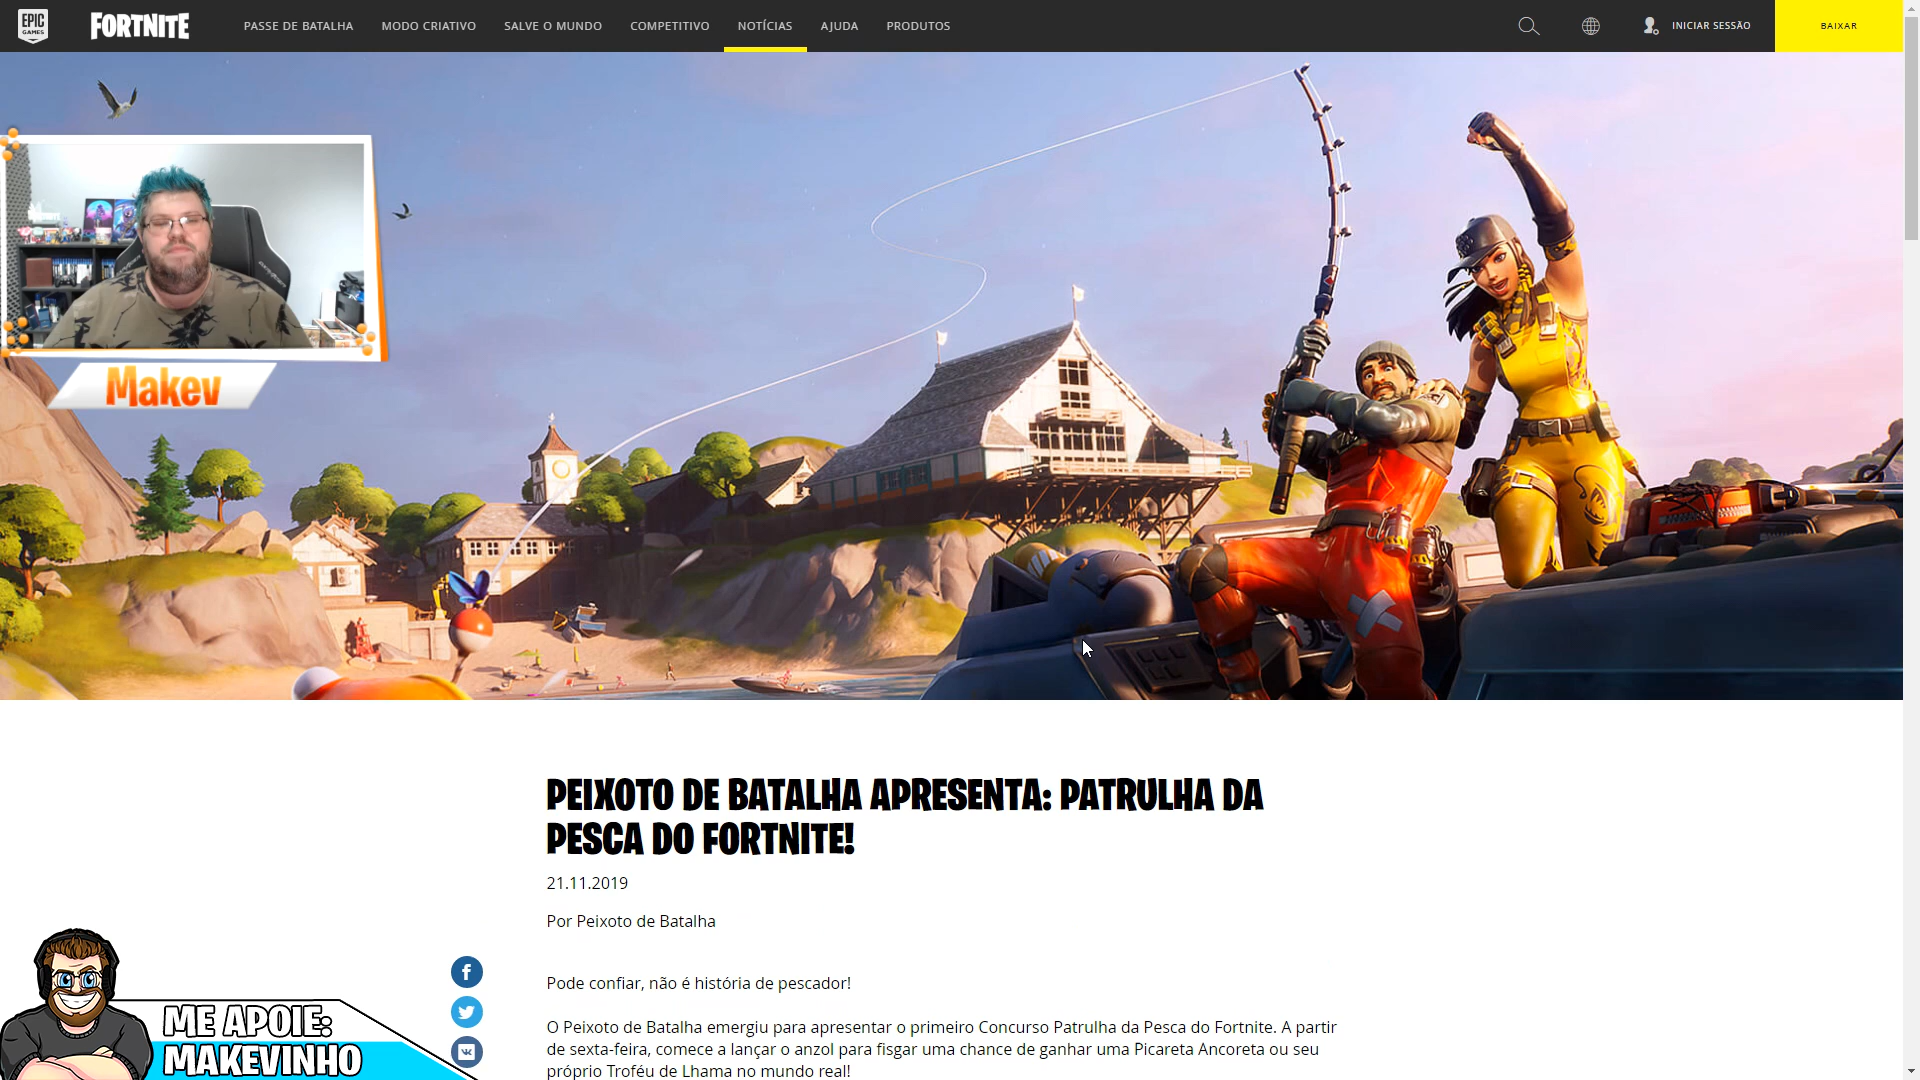 EPIC
GAMES
FORTNITE
PASSE DE BATALHA
MODO CRIATIVO
SALVE O MUNDO
COMPETITIVO
NOTÍCIAS
AJUDA
PRODUTOS
INICIAR SESSÃO
BAIXAR
Makev
PEIXOTO DE BATALHA APRESENTA: PATRULHA DA
PESCA DO FORTNITE!
21.11.2019
Por Peixoto de Batalha
Pode confiar, não é história de pescador!
O Peixoto de Batalha emergiu para apresentar o primeiro Concurso Patrulha da Pesca do Fortnite. A partir
de sexta-feira, comece a lançar o anzol para fisgar uma chance de ganhar uma Picareta Ancoreta ou seu
próprio Troféu de Lhama no mundo real!
ME APOIE:
MAKEVINHO